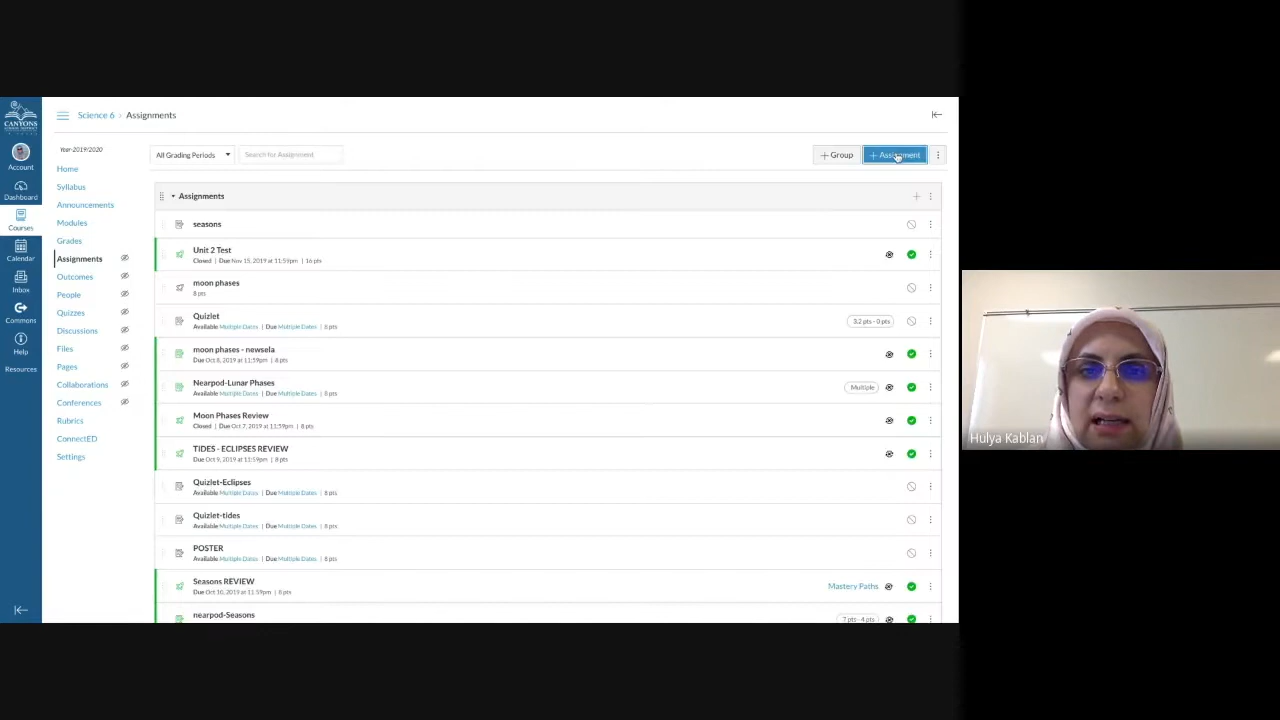 Science 6 › Assignments
CANYONS
Year-2019/2020
Account
Dashboard
Courses
Calendar
Inbox
Commons
Help
Resources
Home
Syllabus
Announcements
Modules
Grades
Assignments
Outcomes
People
Quizzes
Discussions
Files
Pages
Collaborations
Conferences
Rubrics
ConnectED
Settings
All Grading Periods
Search for Assignment
+ Group
+ Assignment
Assignments
seasons
Unit 2 Test
Closed | Due Nov 15, 2019 at 11:59pm | 16 pts
moon phases
8 pts
Quizlet
Available Multiple Dates | Due Multiple Dates | 8 pts
3.2 pts - 0 pts
moon phases - newsela
Due Oct 8, 2019 at 11:59pm | 8 pts
Nearpod-Lunar Phases
Available Multiple Dates | Due Multiple Dates | 8 pts
Multiple
Moon Phases Review
Closed | Due Oct 7, 2019 at 11:59pm | 8 pts
TIDES - ECLIPSES REVIEW
Due Oct 9, 2019 at 11:59pm | 8 pts
Quizlet-Eclipses
Available Multiple Dates | Due Multiple Dates | 8 pts
Quizlet-tides
Available Multiple Dates | Due Multiple Dates | 8 pts
POSTER
Available Multiple Dates | Due Multiple Dates | 8 pts
Seasons REVIEW
Due Oct 10, 2019 at 11:59pm | 8 pts
Mastery Paths
nearpod-Seasons
7 pts - 4 pts
Hulya Kablan